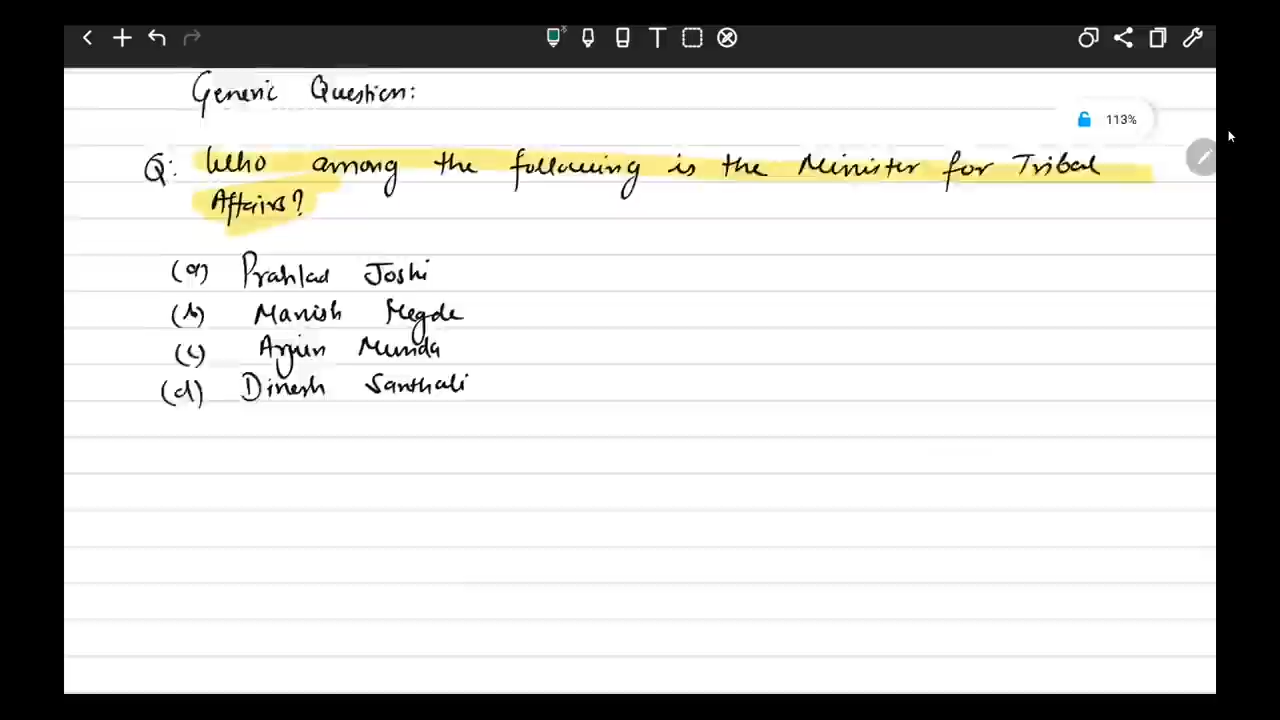 113%
Generic Question:
Q: Who among the following is the Minister for Tribal
Affairs?
(a) Prahlad Joshi
(b) Manish Hegde
(c) Arjun Munda
(d) Dinesh Santhali